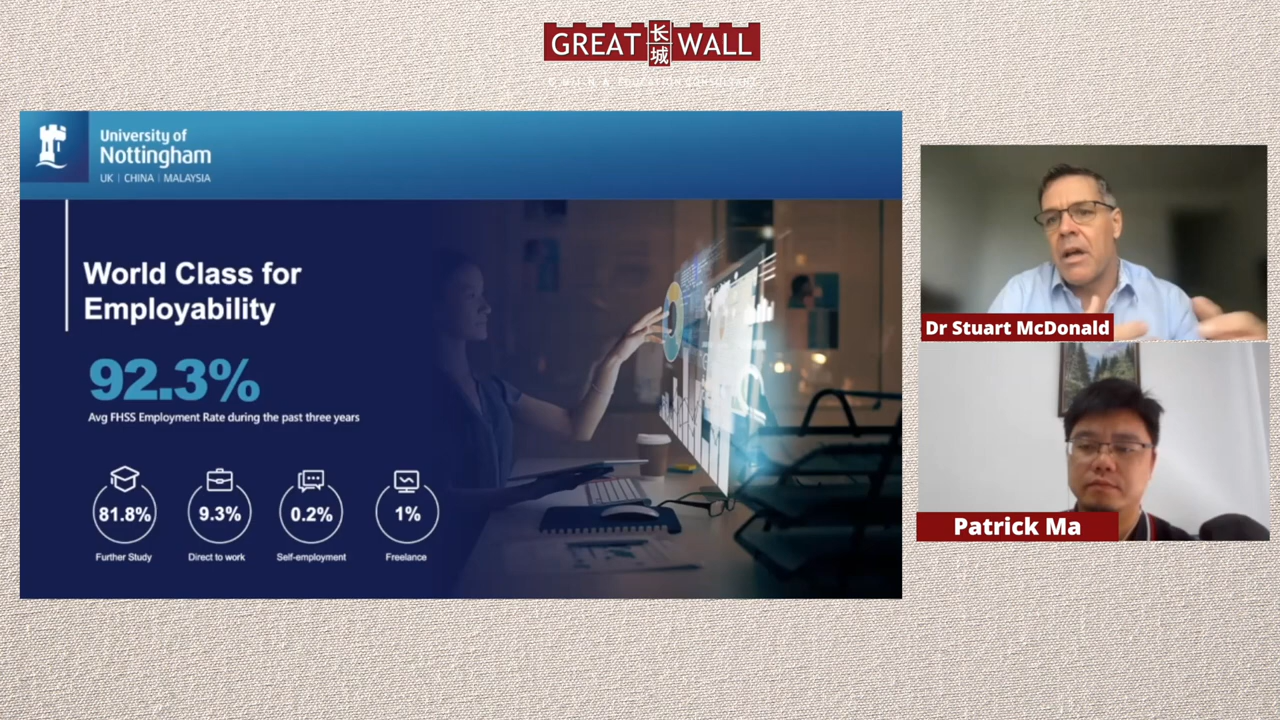 GREAT 长城 WALL
University of
Nottingham
UK | CHINA | MALAYSIA
World Class for
Employability
92.3%
Avg FHSS Employment Rate during the past three years
81.8%
9.3%
0.2%
1%
Further Study
Direct to work
Self-employment
Freelance
Dr Stuart McDonald
Patrick Ma